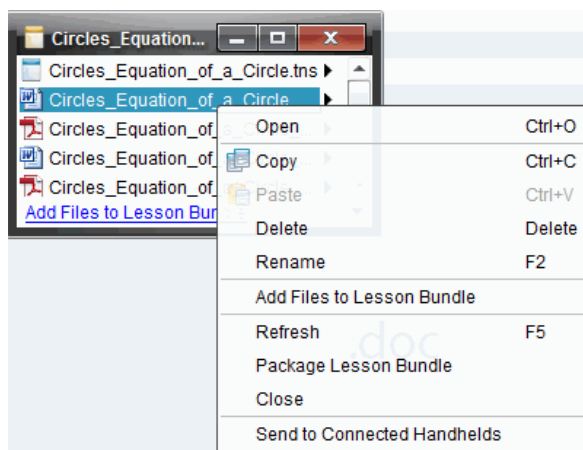 Circles_Equation...
Circles_Equation_of_a_Circle.tns
Circles_Equation_of_a_Circle
Circles_Equation_of_
Circles_Equation_of_
Circles_Equation_of_
Add Files to Lesson Bun
Open Ctrl+O
Copy Ctrl+C
Paste Ctrl+V
Delete Delete
Rename F2
Add Files to Lesson Bundle
Refresh F5
.doc
Package Lesson Bundle
Close
Send to Connected Handhelds